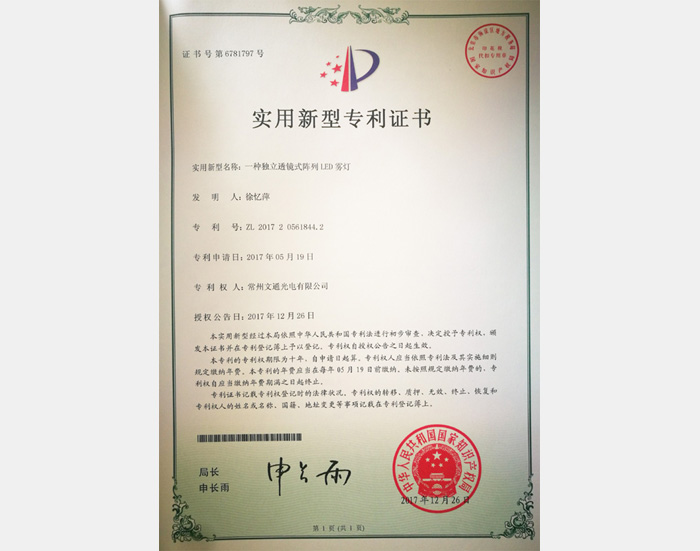 证书号第6781797号
实用新型专利证书
实用新型名称：一种独立透镜式阵列LED雾灯
发明人：徐忆萍
专利号：ZL 2017 2 0561844.2
专利申请日：2017年05月19日
专利权人：常州文通光电有限公司
授权公告日：2017年12月26日
本实用新型经过本局依照中华人民共和国专利法进行初步审查，决定授予专利权，颁
发本证书并在专利登记簿上予以登记。专利权自授权公告之日起生效。
本专利的专利权期限为十年，自申请日起算。专利权人应当依照专利法及其实施细则
规定缴纳年费。本专利的年费应当在每年05月19日前缴纳。未按照规定缴纳年费的，专
利权自应当缴纳年费期满之日起终止。
专利证书记载专利权登记时的法律状况。专利权的转移、质押、无效、终止、恢复和
专利权人的姓名或名称、国籍、地址变更等事项记载在专利登记簿上。
局长
申长雨
申长雨
中华人民共和国国家知识产权局
2017年12月26日
第1页(共1页)